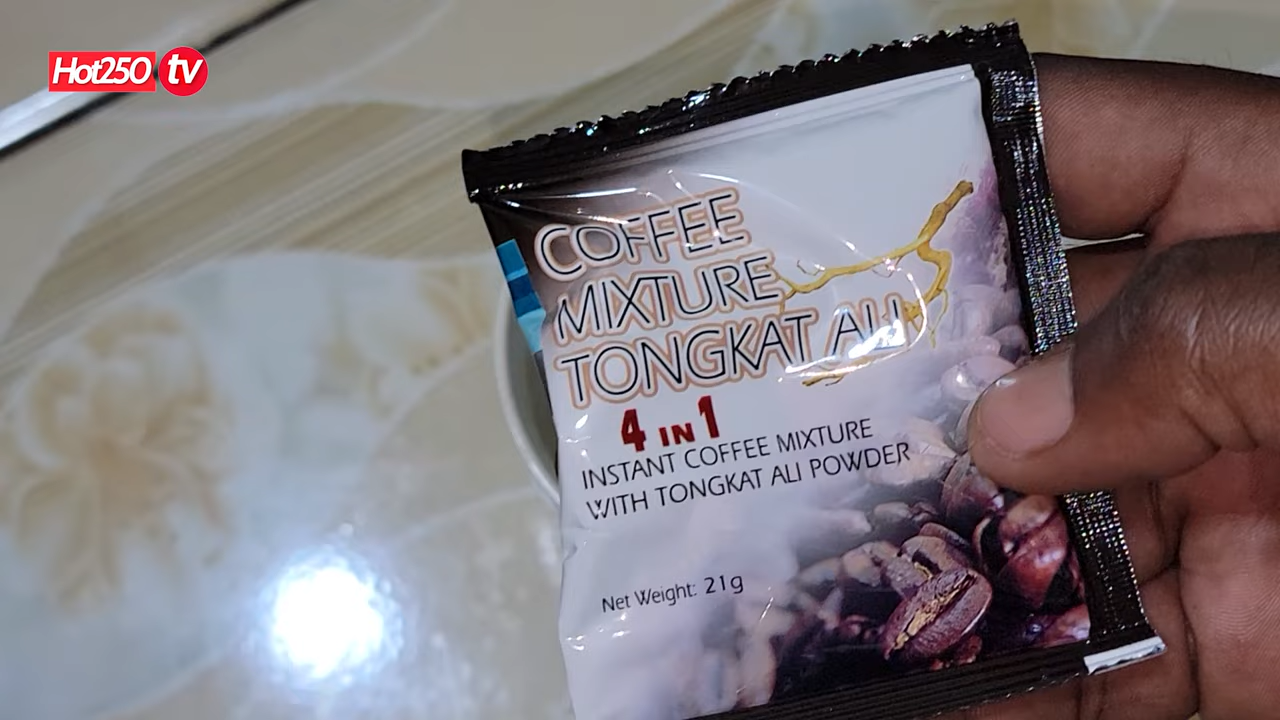 Hot250 tv
COFFEE
MIXTURE
TONGKAT ALI
4 IN 1
INSTANT COFFEE MIXTURE
WITH TONGKAT ALI POWDER
Net Weight: 21g